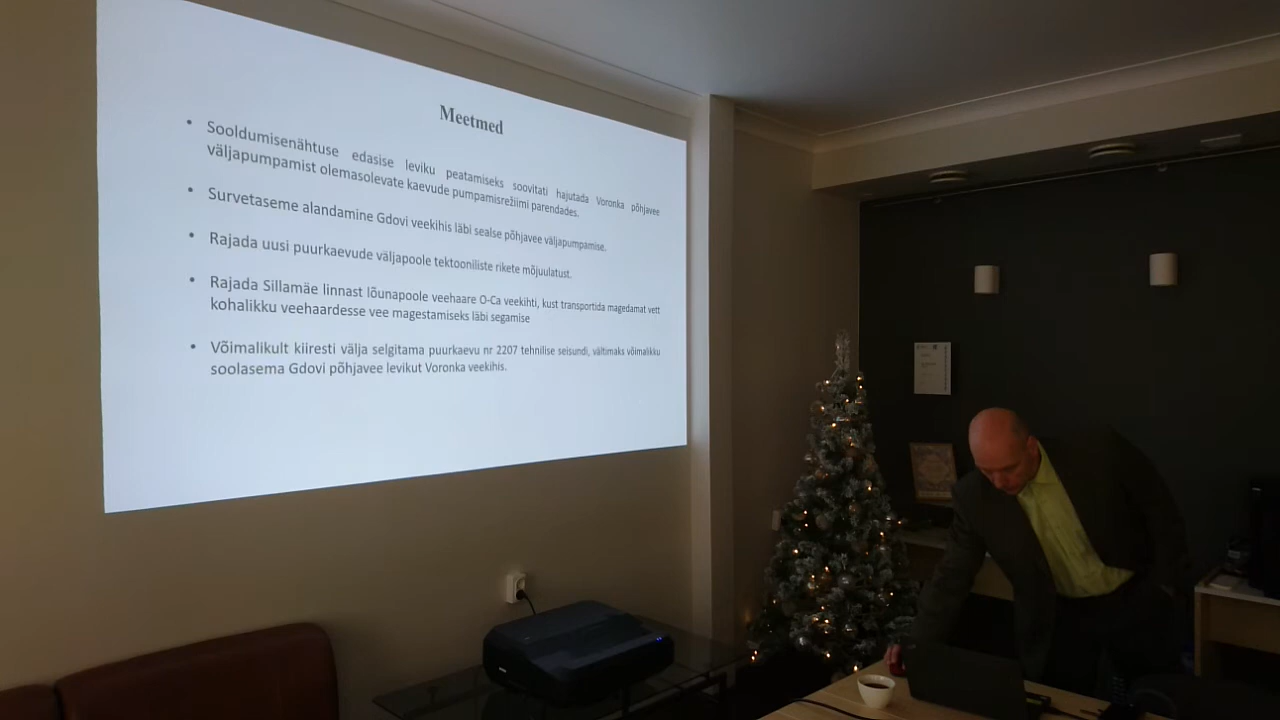 Meetmed
• Sooldumisenähtuse edasise leviku peatamiseks soovitati hajutada Voronka põhjavee
väljapumpamist olemasolevate kaevude pumpamisrežiimi parendades.
• Survetaseme alandamine Gdovi veekihis läbi sealse põhjavee väljapumpamise.
• Rajada uusi puurkaevude väljapoole tektooniliste rikete mõjuulatust.
• Rajada Sillamäe linnast lõunapoole veehaare O-Ca veekihti, kust transportida magedamat vett
kohalikku veehaardesse vee magestamiseks läbi segamise
• Võimalikult kiiresti välja selgitama puurkaevu nr 2207 tehnilise seisundi, vältimaks võimalikku
soolasema Gdovi põhjavee levikut Voronka veekihis.